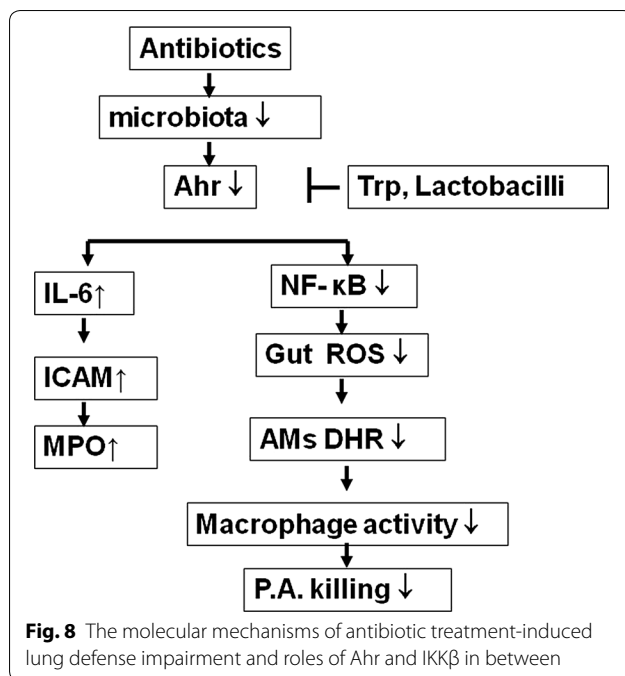 Antibiotics
microbiota ↓
Ahr ↓
Trp, Lactobacilli
IL-6↑
ICAM↑
MPO↑
NF-κB ↓
Gut ROS ↓
AMs DHR ↓
Macrophage activity ↓
P.A. killing ↓
Fig. 8 The molecular mechanisms of antibiotic treatment-induced
lung defense impairment and roles of Ahr and IKKβ in between